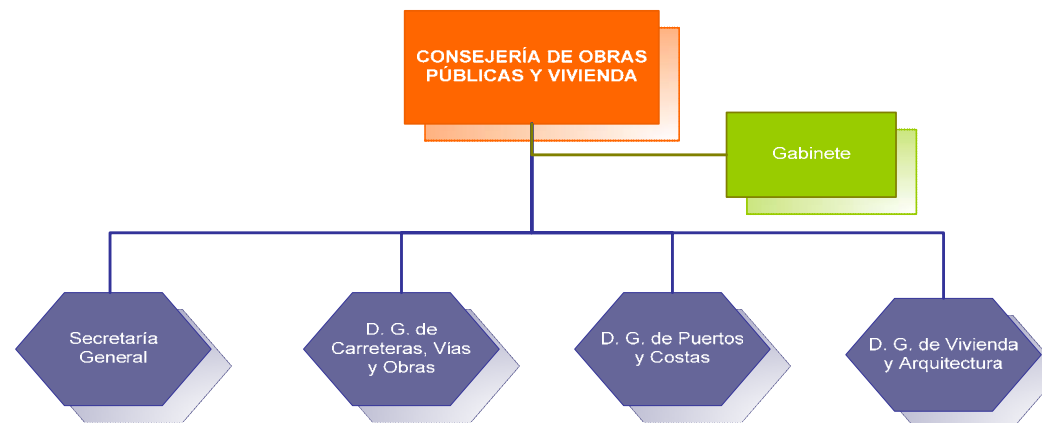 CONSEJERÍA DE OBRAS
PÚBLICAS Y VIVIENDA
Gabinete
Secretaría
General
D. G. de
Carreteras, Vias
y Obras
D. G. de Puertos
y Costas
D. G. de Vivienda
y Arquitectura